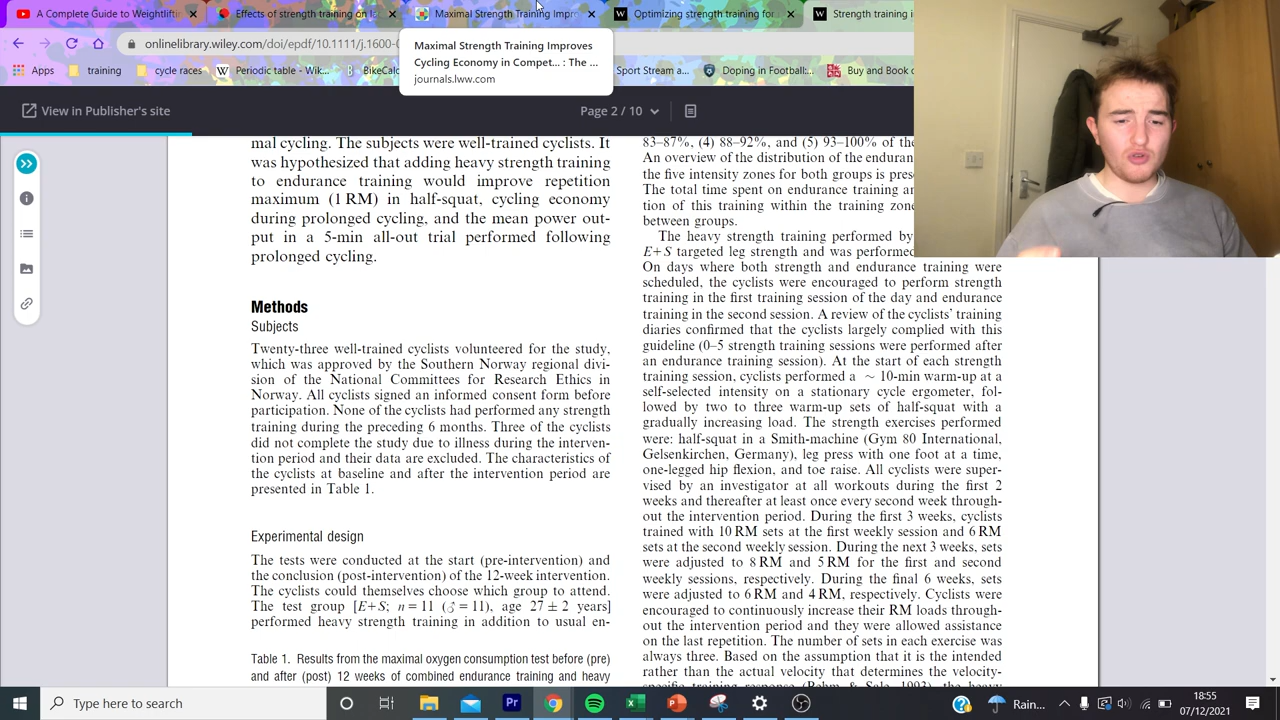 A Complete Guide to Weightlift
Effects of strength training on le
Maximal Strength Training Impro
Optimizing strength training for
Strength training i
onlinelibrary.wiley.com/doi/epdf/10.1111/j.1600-0
Maximal Strength Training Improves
Cycling Economy in Compet... : The ...
journals.lww.com
Apps
training
cycle races
Periodic table - Wik...
BikeCalc
Sport Stream a
Doping in Football:...
Buy and Book
View in Publisher's site
Page 2 / 10
mal cycling. The subjects were well-trained cyclists. It
was hypothesized that adding heavy strength training
to endurance training would improve repetition
maximum (1 RM) in half-squat, cycling economy
during prolonged cycling, and the mean power out-
put in a 5-min all-out trial performed following
prolonged cycling.
Methods
Subjects
Twenty-three well-trained cyclists volunteered for the study,
which was approved by the Southern Norway regional divi-
sion of the National Committees for Research Ethics in
Norway. All cyclists signed an informed consent form before
participation. None of the cyclists had performed any strength
training during the preceding 6 months. Three of the cyclists
did not complete the study due to illness during the interven-
tion period and their data are excluded. The characteristics of
the cyclists at baseline and after the intervention period are
presented in Table 1.
Experimental design
The tests were conducted at the start (pre-intervention) and
the conclusion (post-intervention) of the 12-week intervention.
The cyclists could themselves choose which group to attend.
The test group [E+S; n = 11 (♂ = 11), age 27 ± 2 years]
performed heavy strength training in addition to usual en-
Table 1. Results from the maximal oxygen consumption test before (pre)
and after (post) 12 weeks of combined endurance training and heavy
83–87%, (4) 88–92%, and (5) 93–100% of the
An overview of the distribution of the enduran
the five intensity zones for both groups is pres
The total time spent on endurance training an
tion of this training within the training zone
between groups.
The heavy strength training performed by
E+S targeted leg strength and was performed
On days where both strength and endurance training were
scheduled, the cyclists were encouraged to perform strength
training in the first training session of the day and endurance
training in the second session. A review of the cyclists' training
diaries confirmed that the cyclists largely complied with this
guideline (0–5 strength training sessions were performed after
an endurance training session). At the start of each strength
training session, cyclists performed a ~ 10-min warm-up at a
self-selected intensity on a stationary cycle ergometer, fol-
lowed by two to three warm-up sets of half-squat with a
gradually increasing load. The strength exercises performed
were: half-squat in a Smith-machine (Gym 80 International,
Gelsenkirchen, Germany), leg press with one foot at a time,
one-legged hip flexion, and toe raise. All cyclists were super-
vised by an investigator at all workouts during the first 2
weeks and thereafter at least once every second week through-
out the intervention period. During the first 3 weeks, cyclists
trained with 10 RM sets at the first weekly session and 6 RM
sets at the second weekly session. During the next 3 weeks, sets
were adjusted to 8 RM and 5 RM for the first and second
weekly sessions, respectively. During the final 6 weeks, sets
were adjusted to 6 RM and 4 RM, respectively. Cyclists were
encouraged to continuously increase their RM loads through-
out the intervention period and they were allowed assistance
on the last repetition. The number of sets in each exercise was
always three. Based on the assumption that it is the intended
rather than the actual velocity that determines the velocity-
specific training response (Behm & Sale, 1993), the heavy
Type here to search
Rain...
18:55
07/12/2021